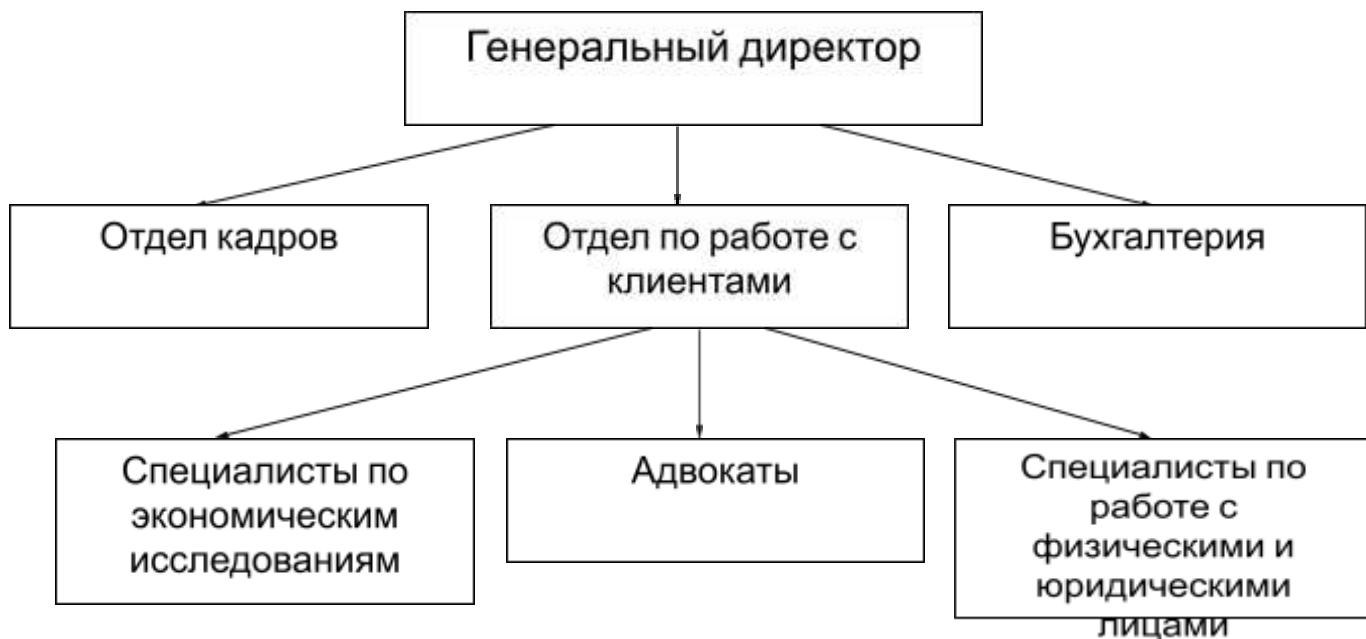 Генеральный директор
Отдел кадров
Отдел по работе с
клиентами
Бухгалтерия
Специалисты по
экономическим
исследованиям
Адвокаты
Специалисты по
работе с
физическими и
юридическими
лицами